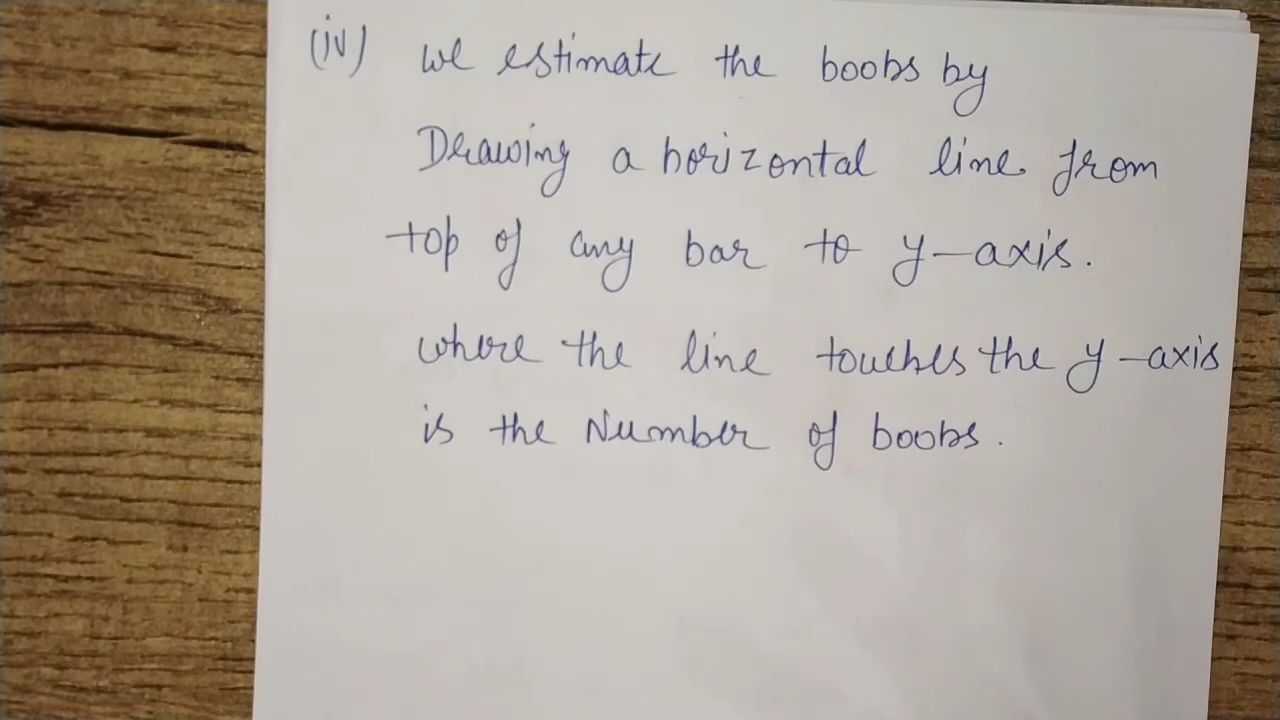 (iv) we estimate the boobs by
Drawing a horizontal line from
top of any bar to y-axis.
where the line touches the y-axis
is the Number of boobs.